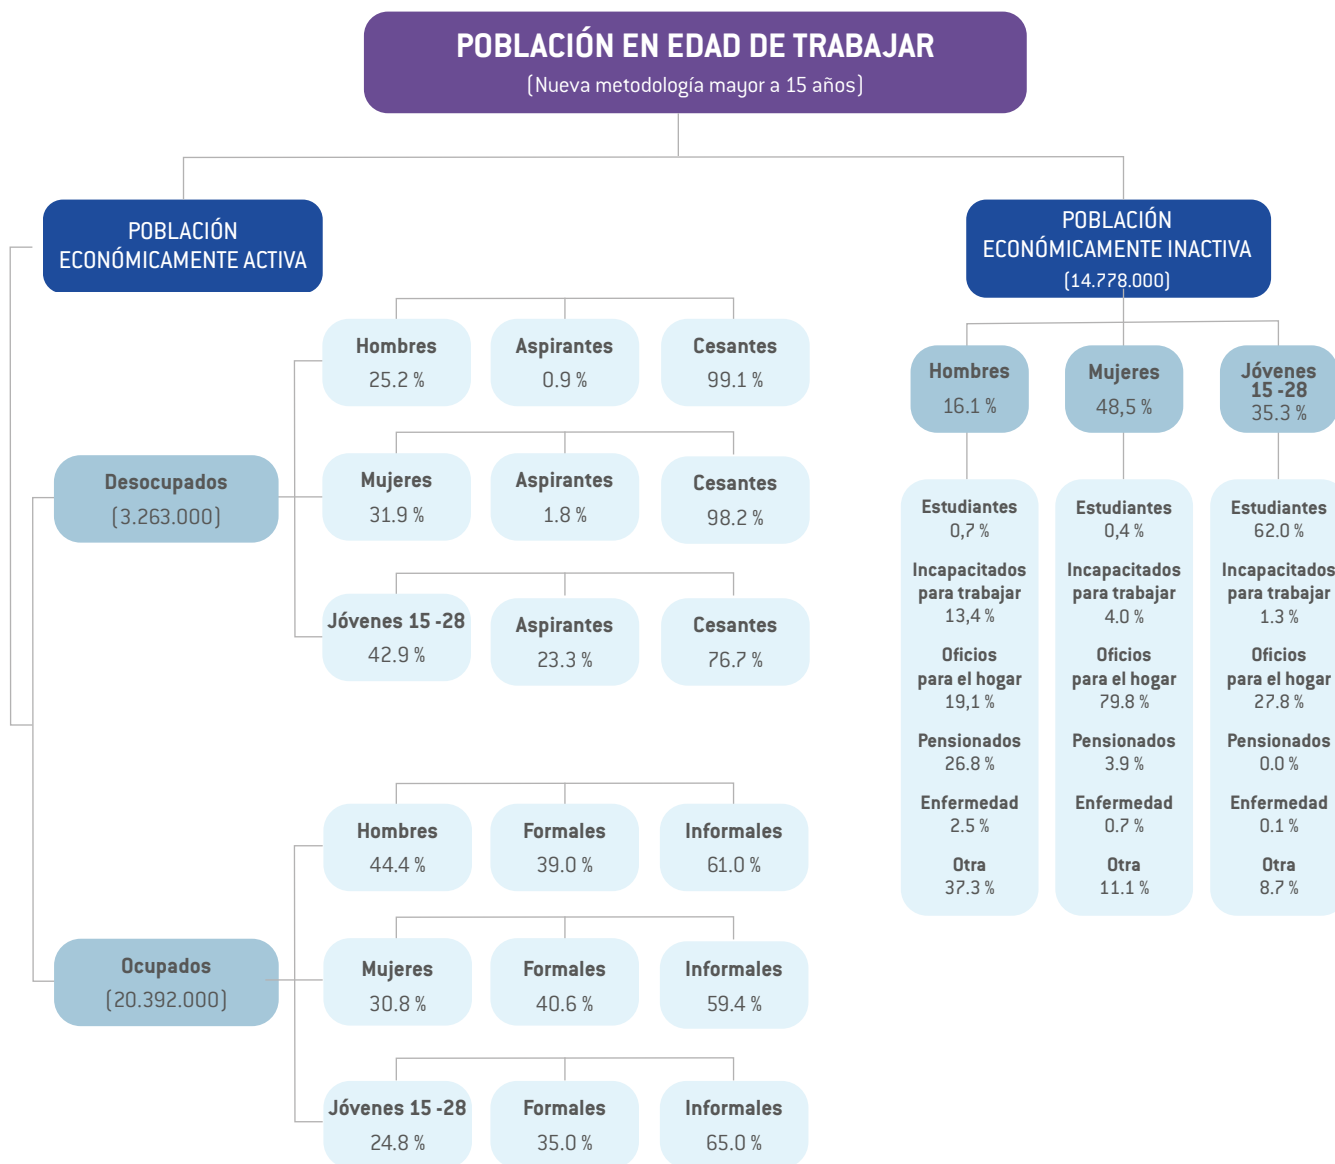 POBLACIÓN EN EDAD DE TRABAJAR
(Nueva metodología mayor a 15 años)
POBLACIÓN
ECONÓMICAMENTE ACTIVA
Desocupados
(3.263.000)
Hombres
25.2 %
Aspirantes
0.9 %
Cesantes
99.1 %
Mujeres
31.9 %
Aspirantes
1.8 %
Cesantes
98.2 %
Jóvenes 15 -28
42.9 %
Aspirantes
23.3 %
Cesantes
76.7 %
Ocupados
(20.392.000)
Hombres
44.4 %
Formales
39.0 %
Informales
61.0 %
Mujeres
30.8 %
Formales
40.6 %
Informales
59.4 %
Jóvenes 15 -28
24.8 %
Formales
35.0 %
Informales
65.0 %
POBLACIÓN
ECONÓMICAMENTE INACTIVA
(14.778.000)
Hombres
16.1 %
Estudiantes
0,7 %
Incapacitados
para trabajar
13,4 %
Oficios
para el hogar
19,1 %
Pensionados
26.8 %
Enfermedad
2.5 %
Otra
37.3 %
Mujeres
48,5 %
Estudiantes
0,4 %
Incapacitados
para trabajar
4.0 %
Oficios
para el hogar
79.8 %
Pensionados
3.9 %
Enfermedad
0.7 %
Otra
11.1 %
Jóvenes
15 -28
35.3 %
Estudiantes
62.0 %
Incapacitados
para trabajar
1.3 %
Oficios
para el hogar
27.8 %
Pensionados
0.0 %
Enfermedad
0.1 %
Otra
8.7 %